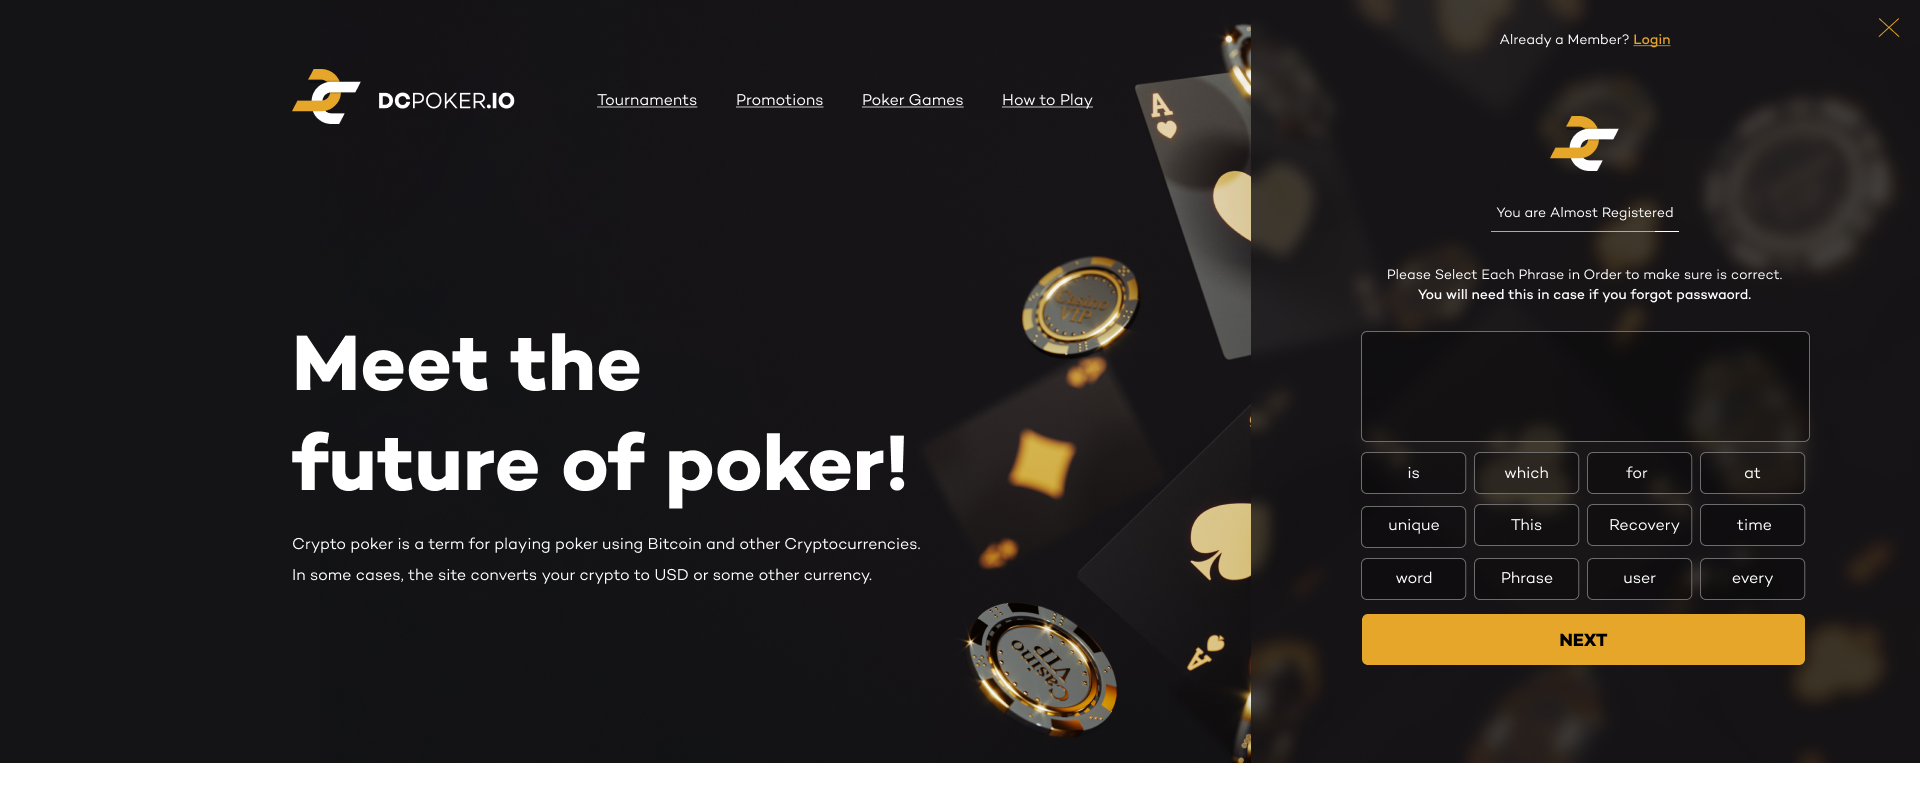 DCPOKER.IO
Tournaments
Promotions
Poker Games
How to Play
Meet the
future of poker!
Crypto poker is a term for playing poker using Bitcoin and other Cryptocurrencies.
In some cases, the site converts your crypto to USD or some other currency.
A
Casino
VIP
Casino
VIP
A
Already a Member? Login
You are Almost Registered
Please Select Each Phrase in Order to make sure is correct.
You will need this in case if you forgot passwaord.
is
which
for
at
unique
This
Recovery
time
word
Phrase
user
every
NEXT